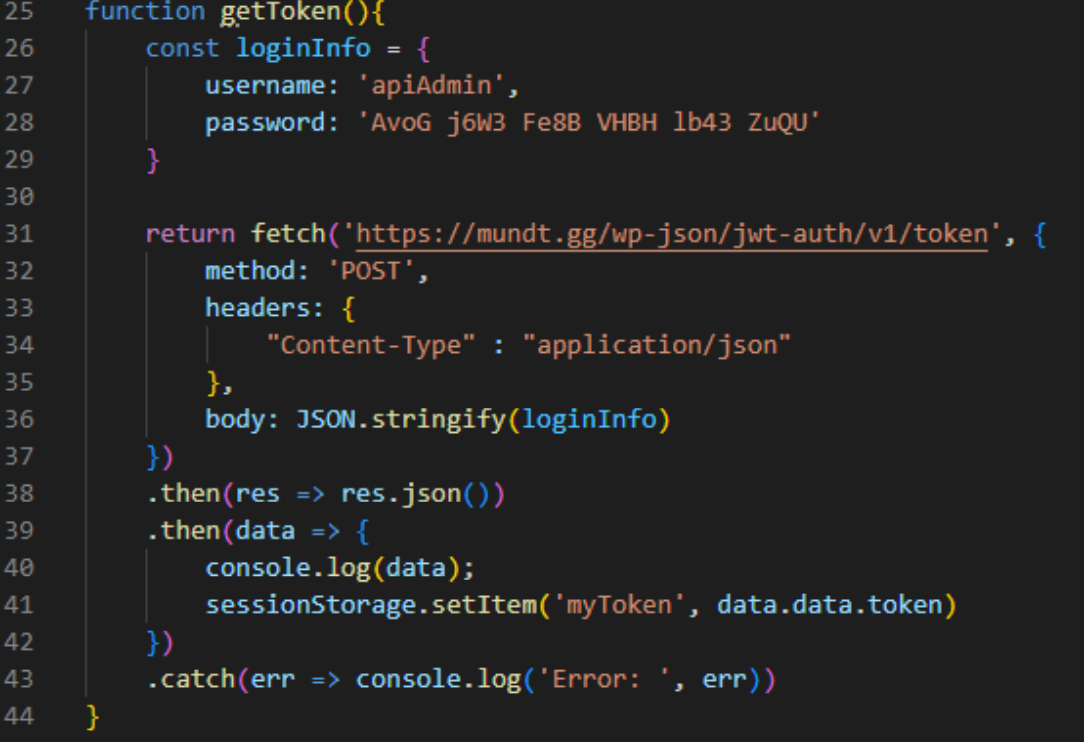 25 function getToken(){
26 const loginInfo = {
27 username: 'apiAdmin',
28 password: 'AvoG j6W3 Fe8B VHBH lb43 ZuQU'
29 }
30
31 return fetch('https://mundt.gg/wp-json/jwt-auth/v1/token', {
32 method: 'POST',
33 headers: {
34 "Content-Type" : "application/json"
35 },
36 body: JSON.stringify(loginInfo)
37 })
38 .then(res => res.json())
39 .then(data => {
40 console.log(data);
41 sessionStorage.setItem('myToken', data.data.token)
42 })
43 .catch(err => console.log('Error: ', err))
44 }